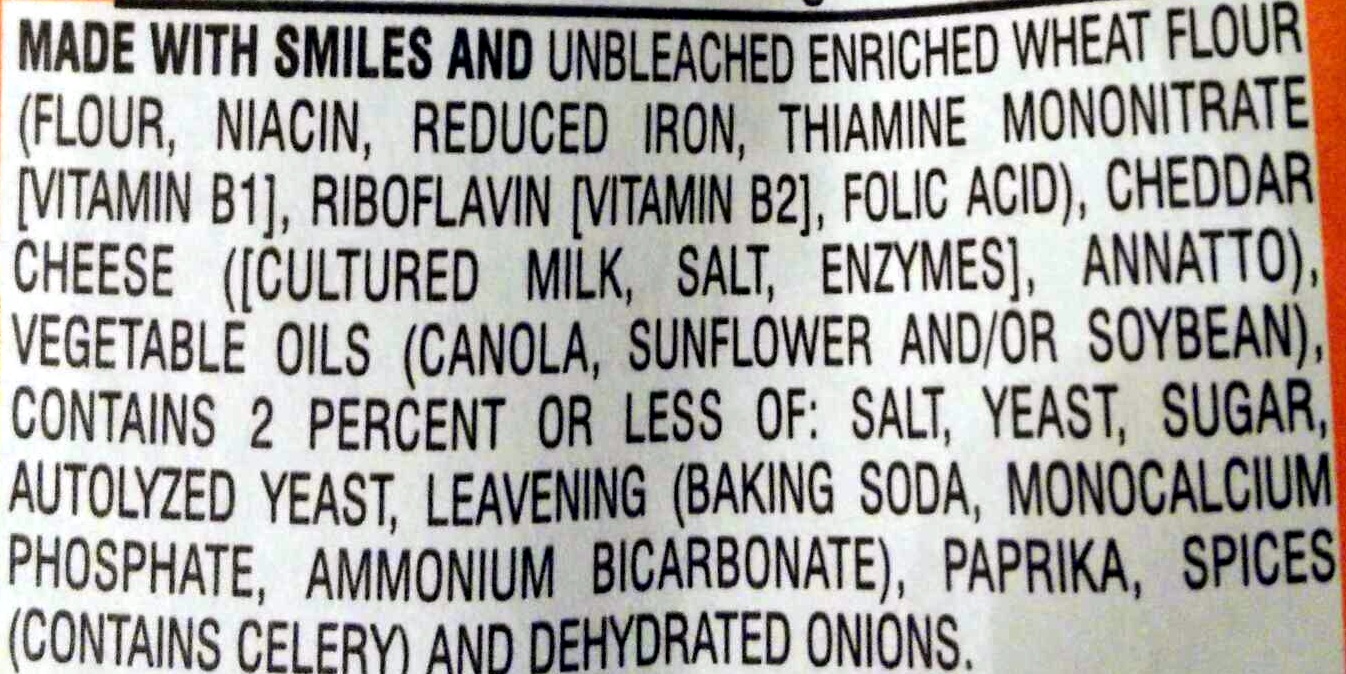 MADE WITH SMILES AND UNBLEACHED ENRICHED WHEAT FLOUR
(FLOUR, NIACIN, REDUCED IRON, THIAMINE MONONITRATE
[VITAMIN B1], RIBOFLAVIN [VITAMIN B2], FOLIC ACID), CHEDDAR
CHEESE ([CULTURED MILK, SALT, ENZYMES], ANNATTO),
VEGETABLE OILS (CANOLA, SUNFLOWER AND/OR SOYBEAN),
CONTAINS 2 PERCENT OR LESS OF: SALT, YEAST, SUGAR,
AUTOLYZED YEAST, LEAVENING (BAKING SODA, MONOCALCIUM
PHOSPHATE, AMMONIUM BICARBONATE), PAPRIKA, SPICES
(CONTAINS CELERY) AND DEHYDRATED ONIONS.